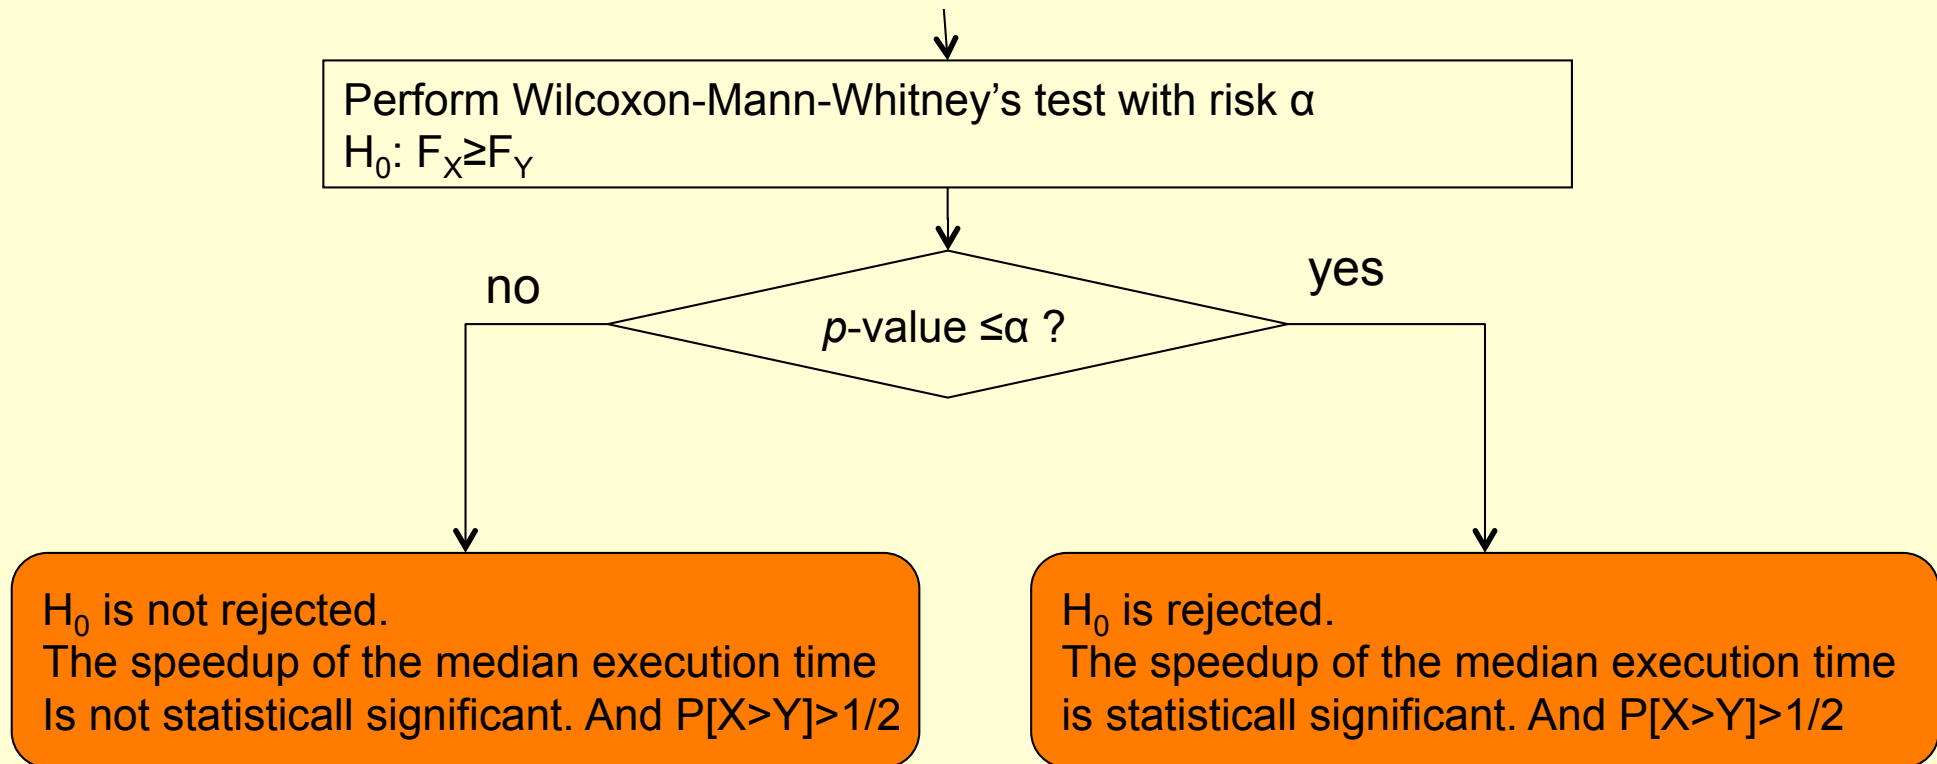 Perform Wilcoxon-Mann-Whitney’s test with risk α
H₀: Fₓ≥Fᵧ
no
yes
p-value ≤α ?
H₀ is not rejected.
The speedup of the median execution time
Is not statisticall significant. And P[X>Y]>1/2
H₀ is rejected.
The speedup of the median execution time
is statisticall significant. And P[X>Y]>1/2